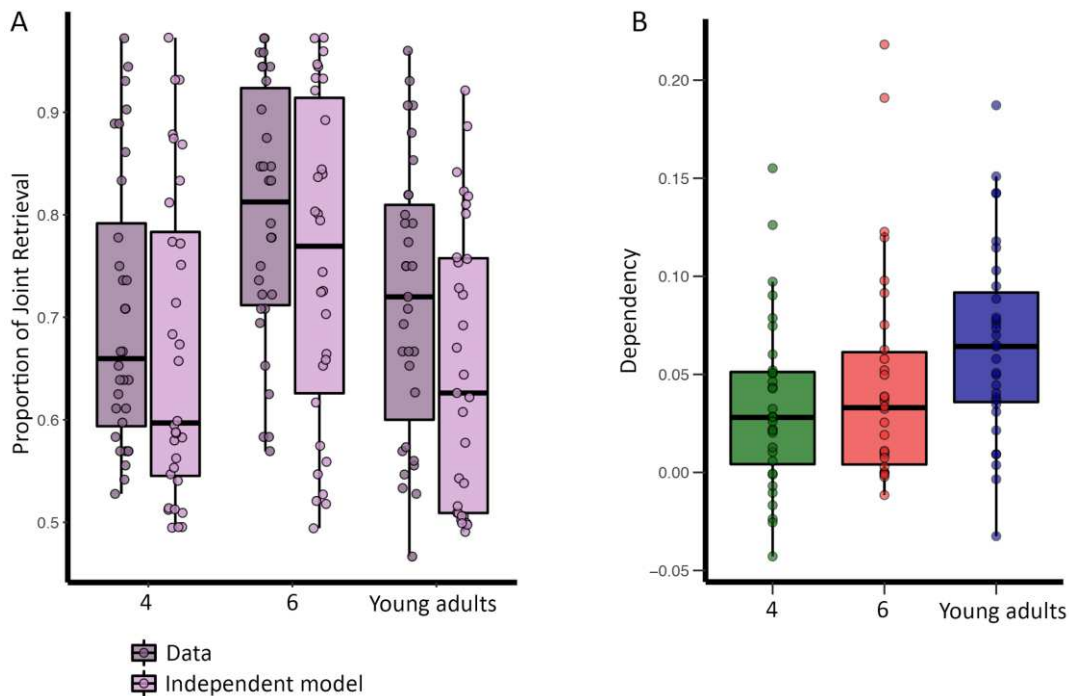 A
Proportion of Joint Retrieval
0.9
0.8
0.7
0.6
0.5
4 6 Young adults
Data
Independent model
B
Dependency
0.20
0.15
0.10
0.05
0.00
−0.05
4 6 Young adults